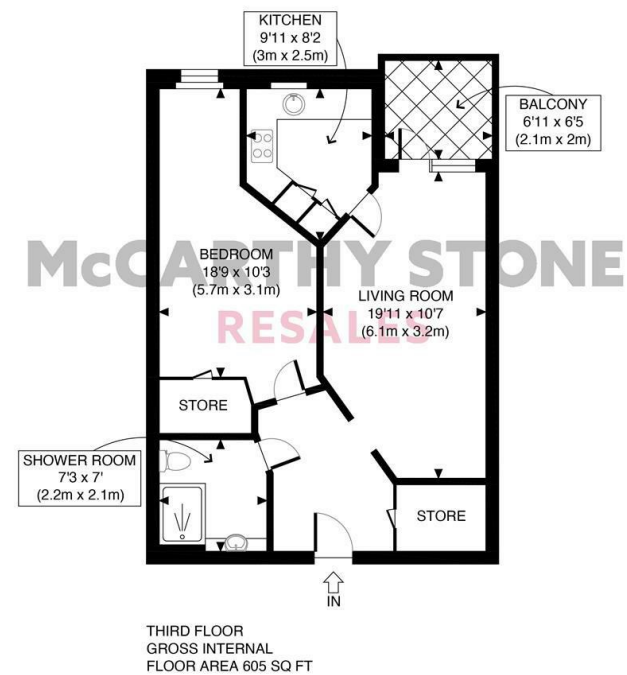 KITCHEN
9'11 x 8'2
(3m x 2.5m)
BALCONY
6'11 x 6'5
(2.1m x 2m)
McCARTHY STONE
RESALES
BEDROOM
18'9 x 10'3
(5.7m x 3.1m)
LIVING ROOM
19'11 x 10'7
(6.1m x 3.2m)
STORE
SHOWER ROOM
7'3 x 7'
(2.2m x 2.1m)
STORE
IN
THIRD FLOOR
GROSS INTERNAL
FLOOR AREA 605 SQ FT